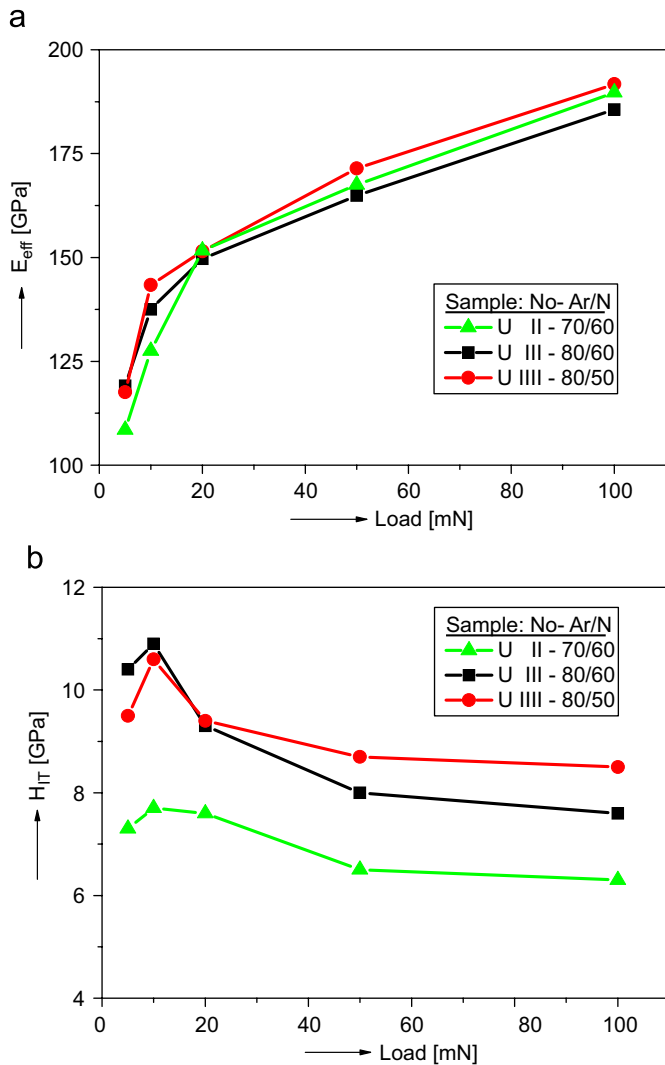 a
200
175
150
125
100
E_eff [GPa]
Sample: No- Ar/N
U II - 70/60
U III - 80/60
U IIII - 80/50
0 20 40 60 80 100
Load [mN]
b
12
10
8
6
4
H_IT [GPa]
Sample: No- Ar/N
U II - 70/60
U III - 80/60
U IIII - 80/50
0 20 40 60 80 100
Load [mN]